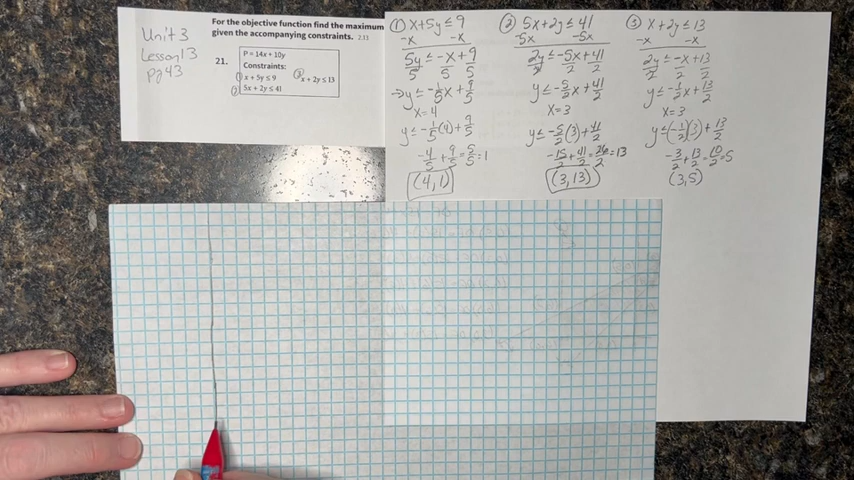 Unit 3
Lesson 13
pg 43
For the objective function find the maximum
given the accompanying constraints. 2.13
21.
P = 14x + 10y
Constraints:
① x + 5y ≤ 9
② 5x + 2y ≤ 41
③ x + 2y ≤ 13
① x+5y ≤ 9
-x -x
5y ≤ -x + 9
5 5 5
→ y ≤ -1/5 x + 9/5
x=4
y ≤ -1/5(4) + 9/5
-4/5 + 9/5 = 5/5 = 1
(4,1)
② 5x+2y ≤ 41
-5x -5x
2y ≤ -5x + 41
2 2 2
y ≤ -5/2 x + 41/2
x=3
y ≤ -5/2 (3) + 41/2
-15/2 + 41/2 = 26/2 = 13
(3,13)
③ x+2y ≤ 13
-x -x
2y ≤ -x + 13
2 2 2
y ≤ -1/2 x + 13/2
x=3
y ≤ (-1/2)(3) + 13/2
-3/2 + 13/2 = 10/2 = 5
(3,5)